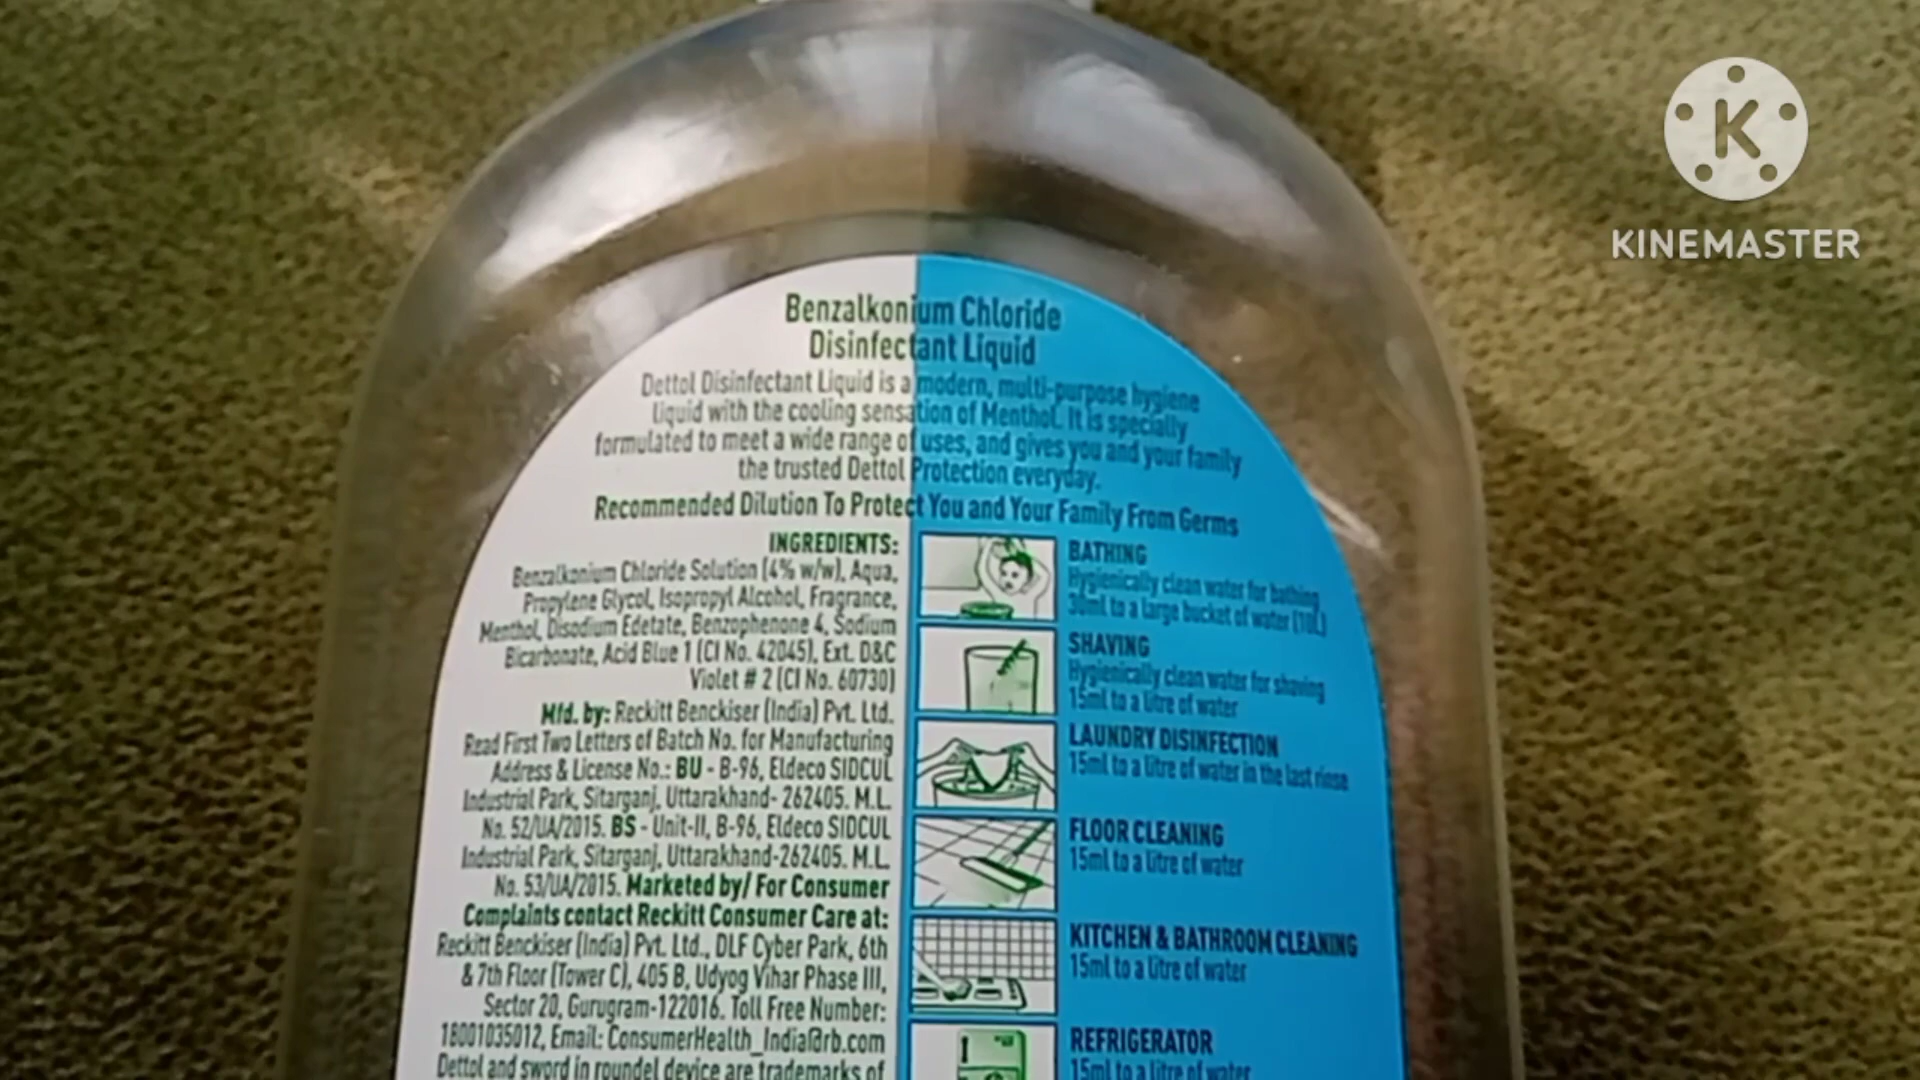 KINEMASTER
Benzalkonium Chloride
Disinfectant Liquid
Dettol Disinfectant Liquid is a modern, multi-purpose hygiene
liquid with the cooling sensation of Menthol. It is specially
formulated to meet a wide range of uses, and gives you and your family
the trusted Dettol Protection everyday.
Recommended Dilution To Protect You and Your Family From Germs
INGREDIENTS:
Benzalkonium Chloride Solution (4% w/w), Aqua,
Propylene Glycol, Isopropyl Alcohol, Fragrance,
Menthol, Disodium Edetate, Benzophenone 4, Sodium
Bicarbonate, Acid Blue 1 (CI No. 42045), Ext. D&C
Violet # 2 (CI No. 60730)
Mfd. by: Reckitt Benckiser (India) Pvt. Ltd.
Read First Two Letters of Batch No. for Manufacturing
Address & License No.: BU - B-96, Eldeco SIDCUL
Industrial Park, Sitarganj, Uttarakhand- 262405. M.L.
No. 52/UA/2015. BS - Unit-II, B-96, Eldeco SIDCUL
Industrial Park, Sitarganj, Uttarakhand-262405. M.L.
No. 53/UA/2015. Marketed by/ For Consumer
Complaints contact Reckitt Consumer Care at:
Reckitt Benckiser (India) Pvt. Ltd., DLF Cyber Park, 6th
& 7th Floor (Tower C), 405 B, Udyog Vihar Phase III,
Sector 20, Gurugram-122016. Toll Free Number:
18001035012, Email: ConsumerHealth_India@rb.com
Dettol and sword in roundel device are trademarks of
BATHING
Hygienically clean water for bathing
30ml to a large bucket of water (10L)
SHAVING
Hygienically clean water for shaving
15ml to a litre of water
LAUNDRY DISINFECTION
15ml to a litre of water in the last rinse
FLOOR CLEANING
15ml to a litre of water
KITCHEN & BATHROOM CLEANING
15ml to a litre of water
REFRIGERATOR
15ml to a litre of water